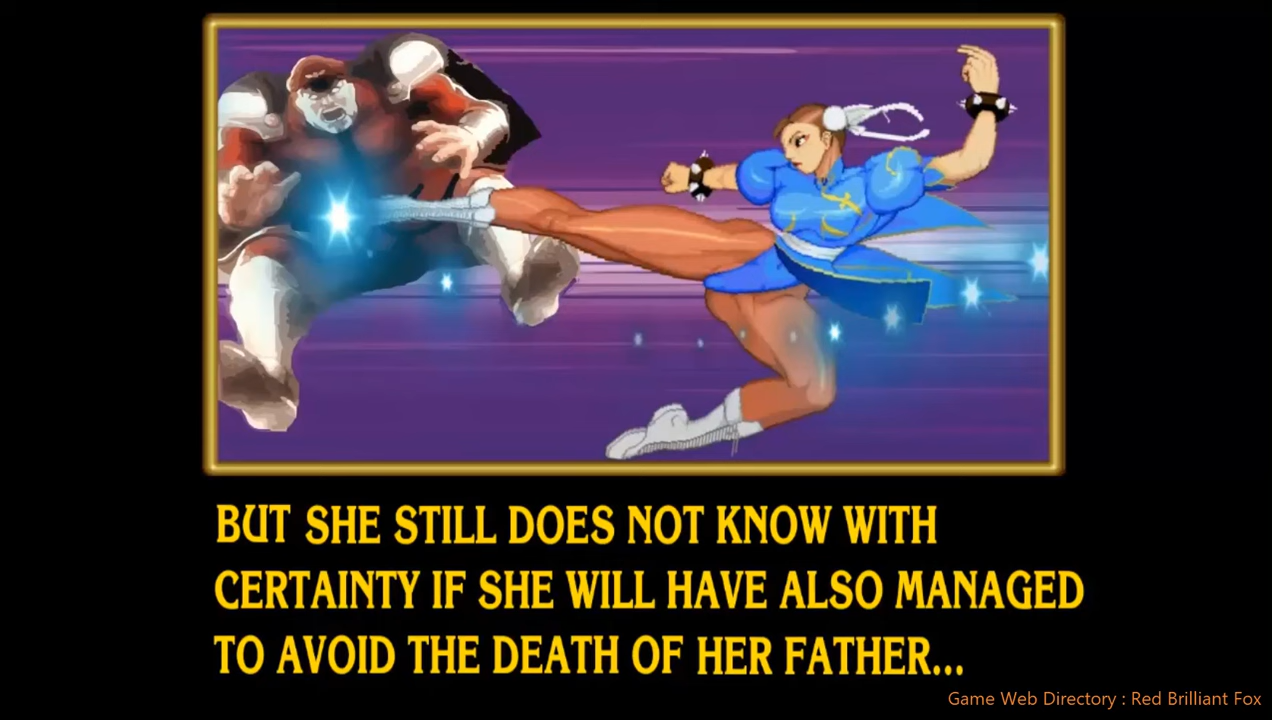 BUT SHE STILL DOES NOT KNOW WITH
CERTAINTY IF SHE WILL HAVE ALSO MANAGED
TO AVOID THE DEATH OF HER FATHER...
Game Web Directory : Red Brilliant Fox